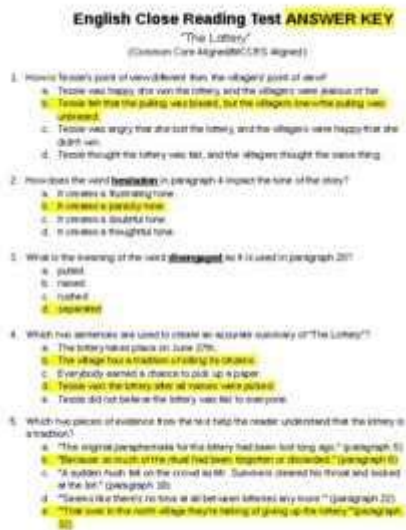 English Close Reading Test ANSWER KEY
"The Lottery"
(Common Core Aligned/MCCRS Aligned)
1. How is Tessie's point of view different than the villagers' point of view?
a. Tessie was happy she won the lottery, and the villagers were jealous of her.
b. Tessie felt that the pulling was biased, but the villagers knew the pulling was
unbiased.
c. Tessie was angry that she lost the lottery, and the villagers were happy that she
didn't win.
d. Tessie thought the lottery was fair, and the villagers thought the same thing.
2. How does the word hesitation in paragraph 4 impact the tone of the story?
a. It creates a frustrating tone.
b. It creates a panicky tone.
c. It creates a doubtful tone.
d. It creates a thoughtful tone.
3. What is the meaning of the word disengaged as it is used in paragraph 20?
a. pulled
b. raised
c. rushed
d. separated
4. Which two sentences are used to create an accurate summary of "The Lottery"?
a. The lottery takes place on June 27th.
b. The village has a tradition of killing its citizens.
c. Everybody earned a chance to pick up a paper.
d. Tessie won the lottery after all names were pulled.
e. Tessie did not believe the lottery was fair to everyone.
5. Which two pieces of evidence from the text help the reader understand that the lottery is
a tradition?
a. "The original paraphernalia for the lottery had been lost long ago." (paragraph 5)
b. "Because so much of the ritual had been forgotten or discarded." (paragraph 6)
c. "A sudden hush fell on the crowd as Mr. Summers cleared his throat and looked
at the list." (paragraph 18)
d. "Seems like there's no time at all between lotteries any more." (paragraph 22)
e. "That over in the north village they're talking of giving up the lottery." (paragraph
32)